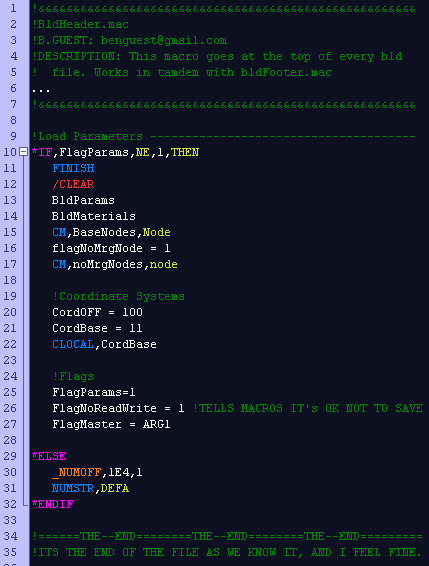 1 !&&&&&&&&&&&&&&&&&&&&&&&&&&&&&&&&&&&&&&&&&&&&&&&&&&&&&&
2 !BldHeader.mac
3 !B.GUEST; benguest@gmail.com
4 !DESCRIPTION: This macro goes at the top of every bld
5 !  file. Works in tamdem with bldFooter.mac
6 ...
7 !&&&&&&&&&&&&&&&&&&&&&&&&&&&&&&&&&&&&&&&&&&&&&&&&&&&&&&
8
9 !Load Parameters --------------------------------------
10 *IF,FlagParams,NE,1,THEN
11    FINISH
12    /CLEAR
13    BldParams
14    BldMaterials
15    CM,BaseNodes,Node
16    flagNoMrgNode = 1
17    CM,noMrgNodes,node
18
19    !Coordinate Systems
20    CordOFF = 100
21    CordBase = 11
22    CLOCAL,CordBase
23
24    !Flags
25    FlagParams=1
26    FlagNoReadWrite = 1 !TELLS MACROS IT's OK NOT TO SAVE
27    FlagMaster = ARG1
28
29 *ELSE
30    _NUMOFF,1E4,1
31    NUMSTR,DEFA
32 *ENDIF
33
34 !======THE--END========THE--END========THE--END=========
35 !ITS THE END OF THE FILE AS WE KNOW IT, AND I FEEL FINE.